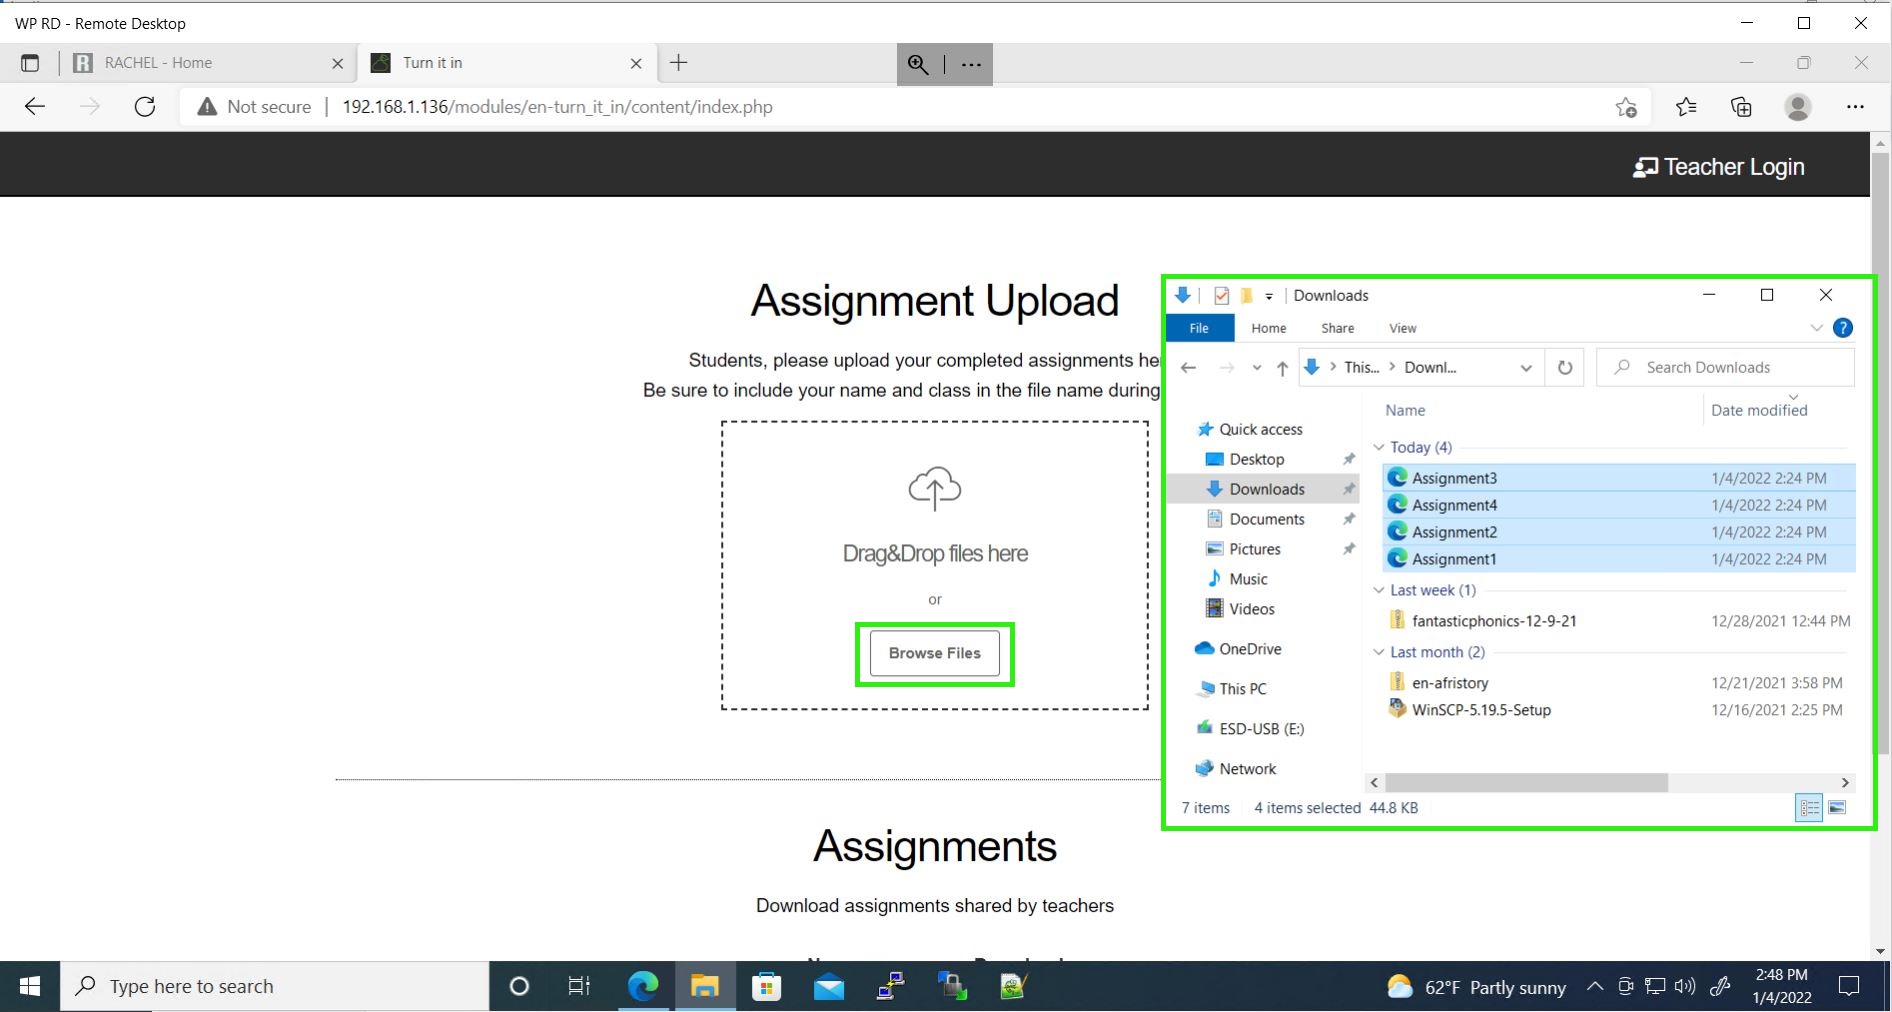 WP RD - Remote Desktop
RACHEL - Home
Turn it in
Not secure
192.168.1.136/modules/en-turn_it_in/content/index.php
Teacher Login
Assignment Upload
Students, please upload your completed assignments
Be sure to include your name and class in the file name during
Drag&Drop files here
or
Browse Files
Assignments
Download assignments shared by teachers
Downloads
File Home Share View
This... Downl...
Search Downloads
Name Date modified
Quick access
Desktop
Downloads
Documents
Pictures
Music
Videos
OneDrive
This PC
ESD-USB (E:)
Network
Today (4)
Assignment3 1/4/2022 2:24 PM
Assignment4 1/4/2022 2:24 PM
Assignment2 1/4/2022 2:24 PM
Assignment1 1/4/2022 2:24 PM
Last week (1)
fantasticphonics-12-9-21 12/28/2021 12:44 PM
Last month (2)
en-afristory 12/21/2021 3:58 PM
WinSCP-5.19.5-Setup 12/16/2021 2:25 PM
7 items 4 items selected 44.8 KB
Type here to search
62°F Partly sunny
2:48 PM
1/4/2022